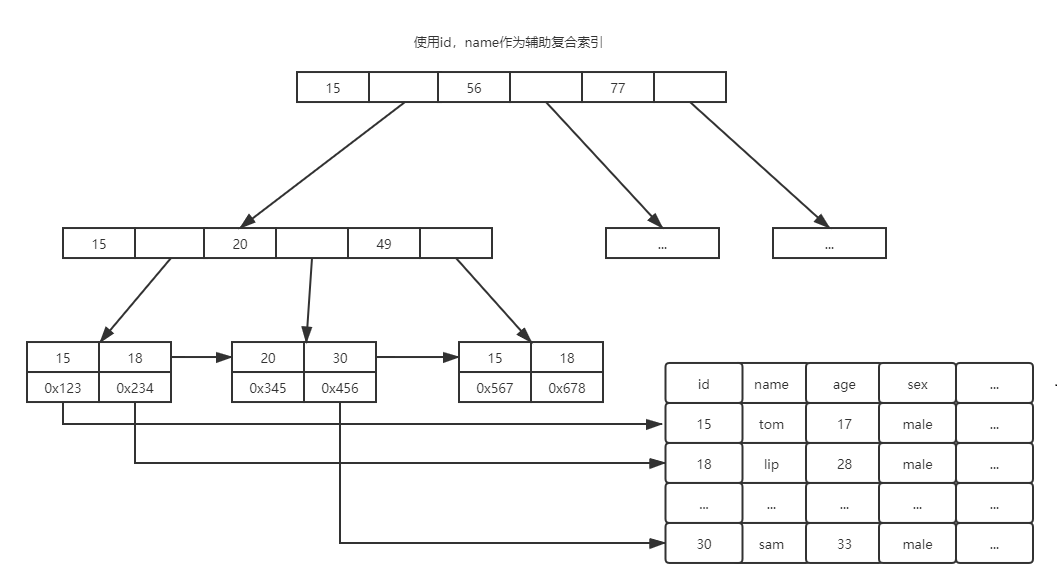 使用id，name作为辅助复合索引
15 56 77
15 20 49
... ...
15 18 20 30 15 18
0x123 0x234 0x345 0x456 0x567 0x678
id name age sex ...
15 tom 17 male ...
18 lip 28 male ...
... ... ... ... ...
30 sam 33 male ...